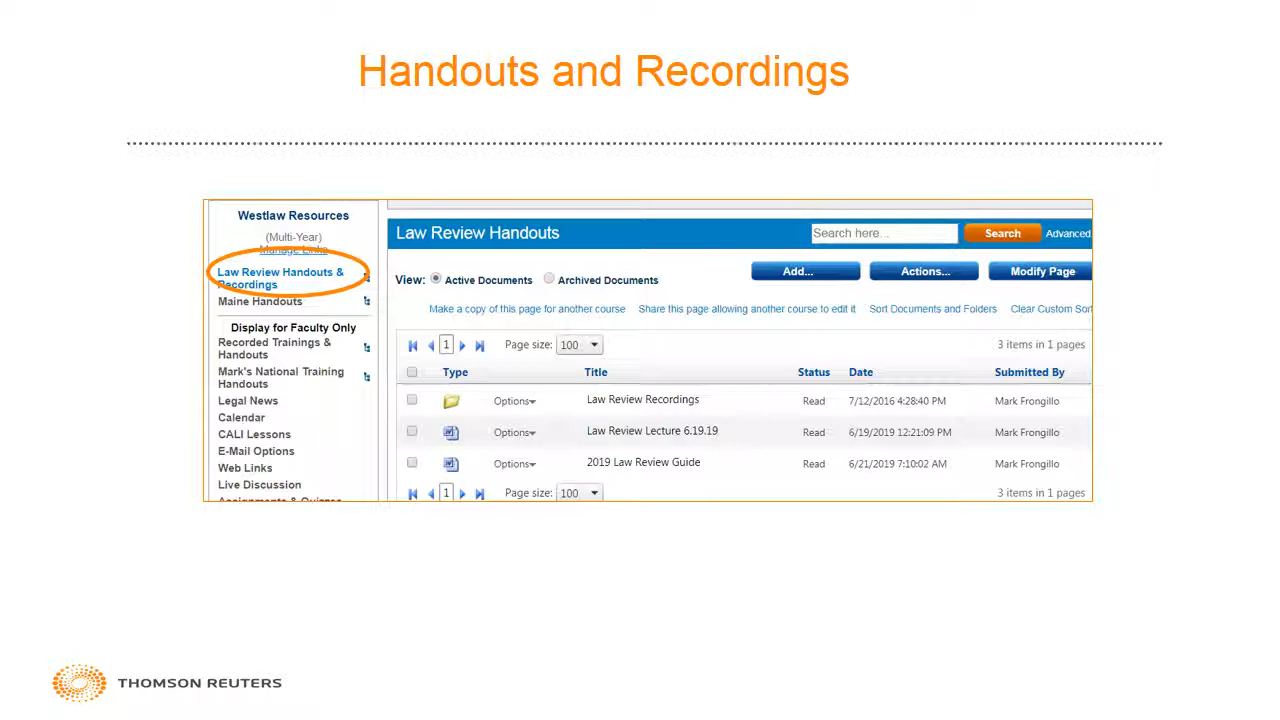 Handouts and Recordings
Westlaw Resources
(Multi-Year)
Manage Links
Law Review Handouts &
Recordings
Maine Handouts
Display for Faculty Only
Recorded Trainings &
Handouts
Mark's National Training
Handouts
Legal News
Calendar
CALI Lessons
E-Mail Options
Web Links
Live Discussion
Assignments & Quizzes
Law Review Handouts
Search here...
Search
Advanced
View: Active Documents Archived Documents
Add...
Actions...
Modify Page
Make a copy of this page for another course Share this page allowing another course to edit it Sort Documents and Folders Clear Custom Sort
1 Page size: 100 3 items in 1 pages
Type Title Status Date Submitted By
Options Law Review Recordings Read 7/12/2016 4:28:40 PM Mark Frongillo
Options Law Review Lecture 6.19.19 Read 6/19/2019 12:21:09 PM Mark Frongillo
Options 2019 Law Review Guide Read 6/21/2019 7:10:02 AM Mark Frongillo
1 Page size: 100 3 items in 1 pages
THOMSON REUTERS